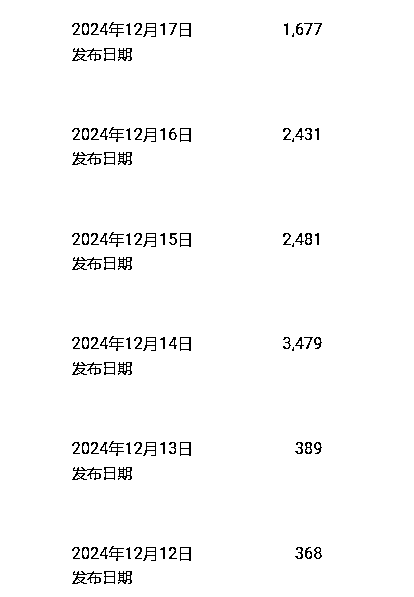 2024年12月17日 1,677
发布日期
2024年12月16日 2,431
发布日期
2024年12月15日 2,481
发布日期
2024年12月14日 3,479
发布日期
2024年12月13日 389
发布日期
2024年12月12日 368
发布日期